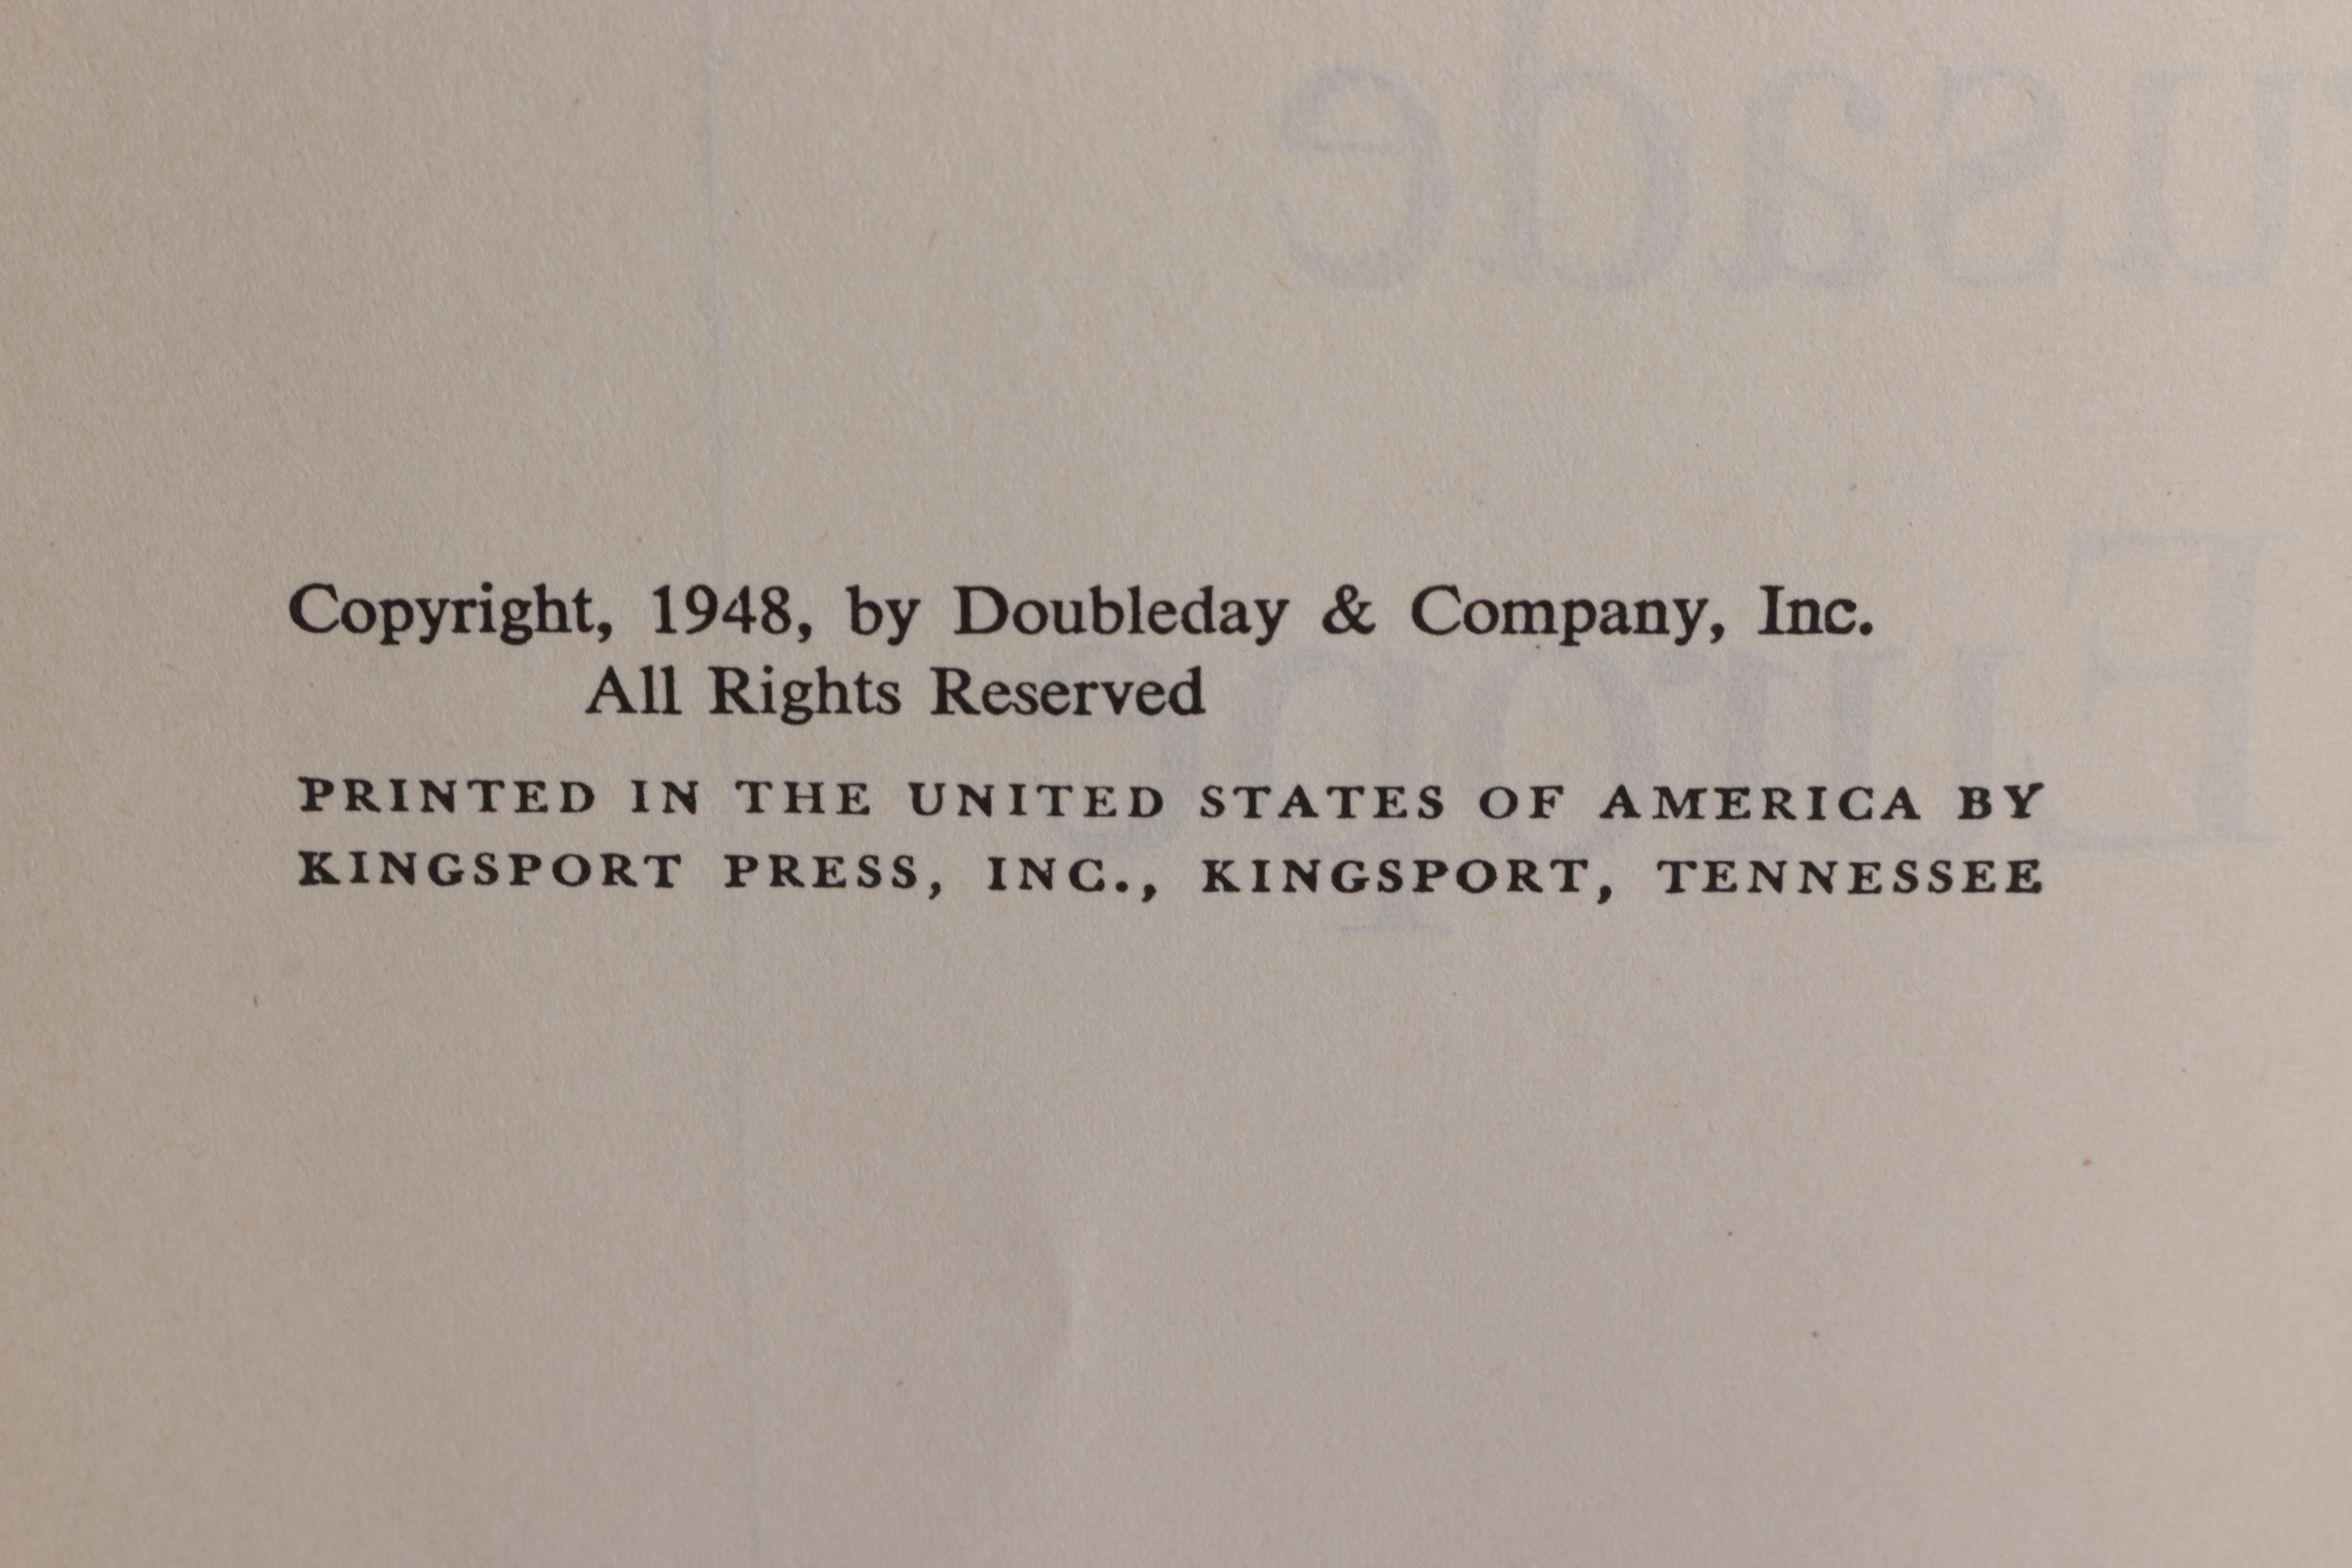 Copyright, 1948, by Doubleday & Company, Inc.
All Rights Reserved
PRINTED IN THE UNITED STATES OF AMERICA BY
KINGSPORT PRESS, INC., KINGSPORT, TENNESSEE